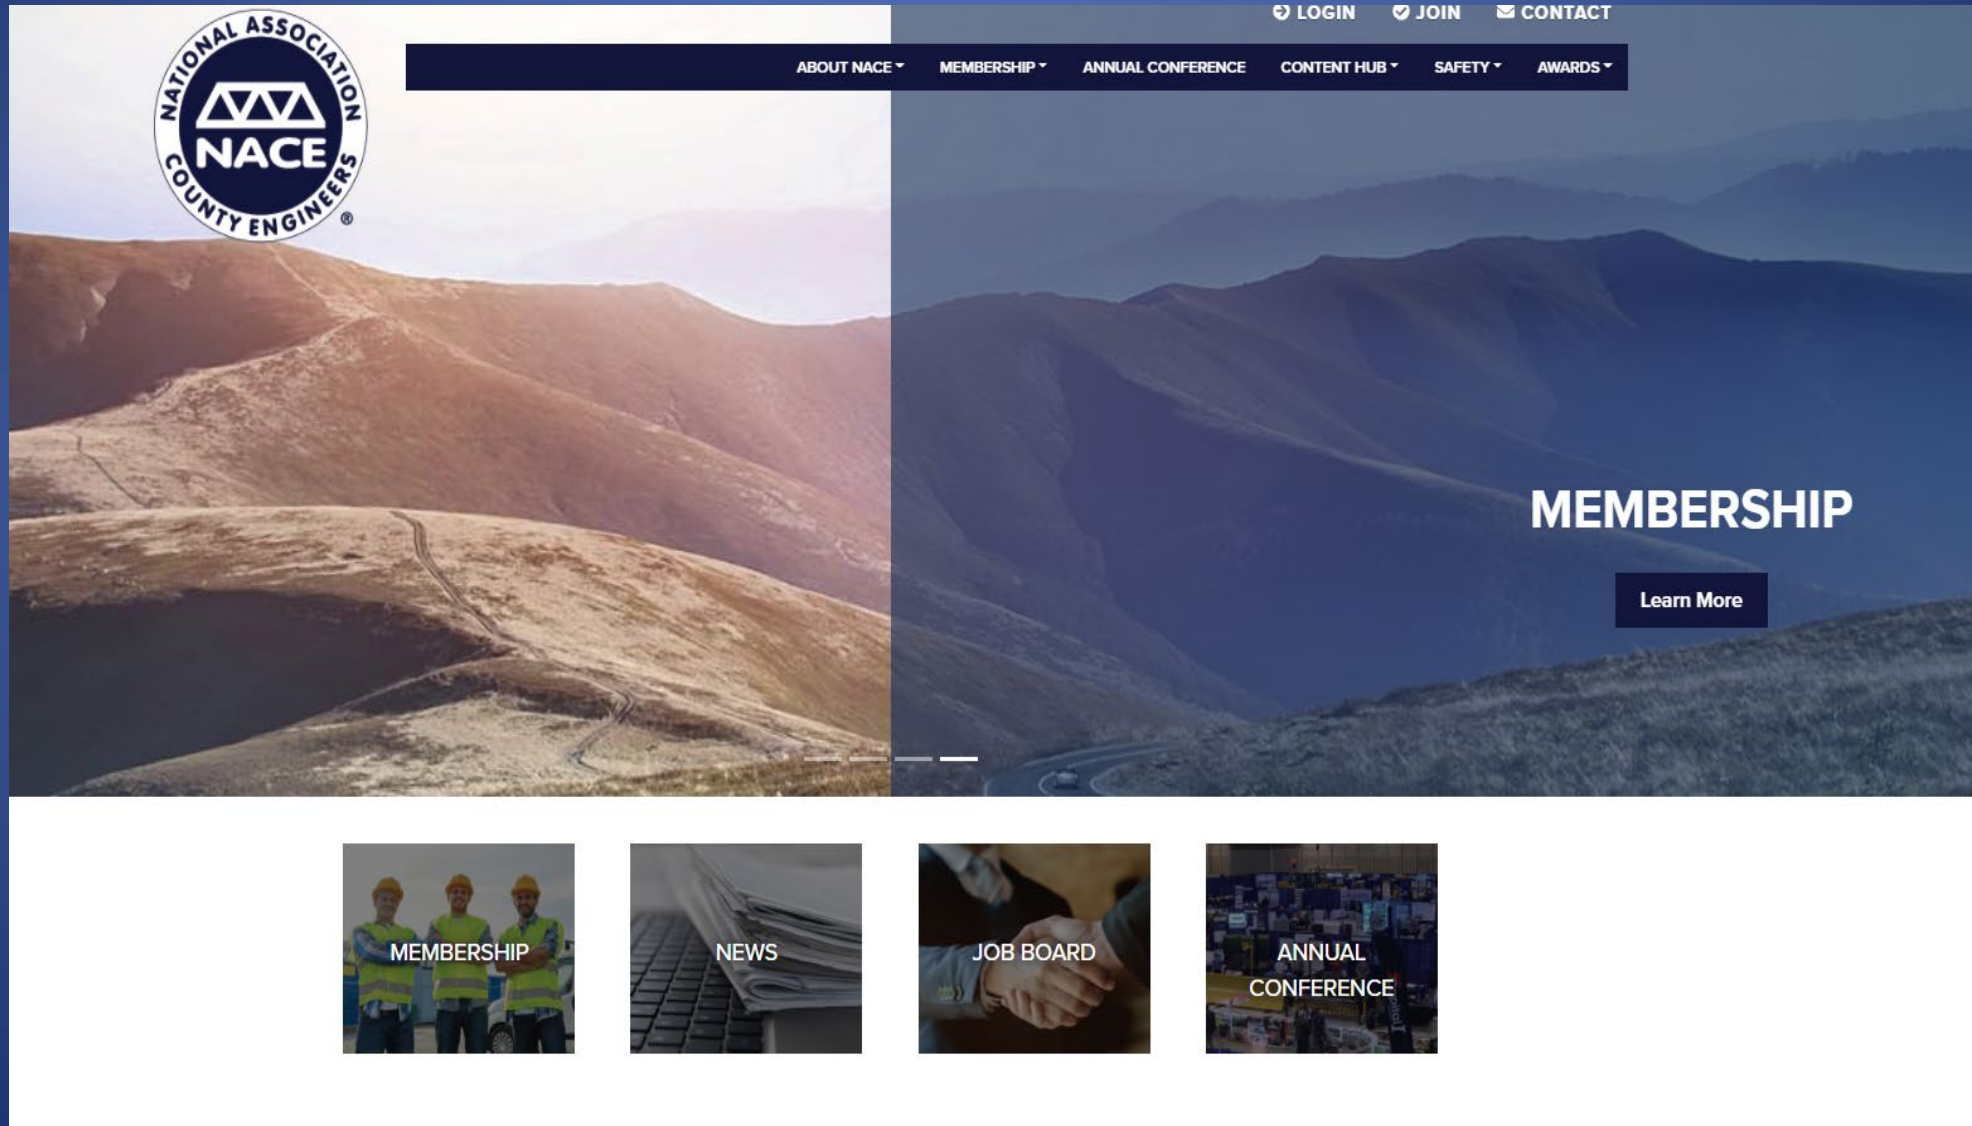 NATIONAL ASSOCIATION
NACE
COUNTY ENGINEERS
®
LOGIN JOIN CONTACT
ABOUT NACE MEMBERSHIP ANNUAL CONFERENCE CONTENT HUB SAFETY AWARDS
MEMBERSHIP
Learn More
MEMBERSHIP
NEWS
JOB BOARD
ANNUAL
CONFERENCE